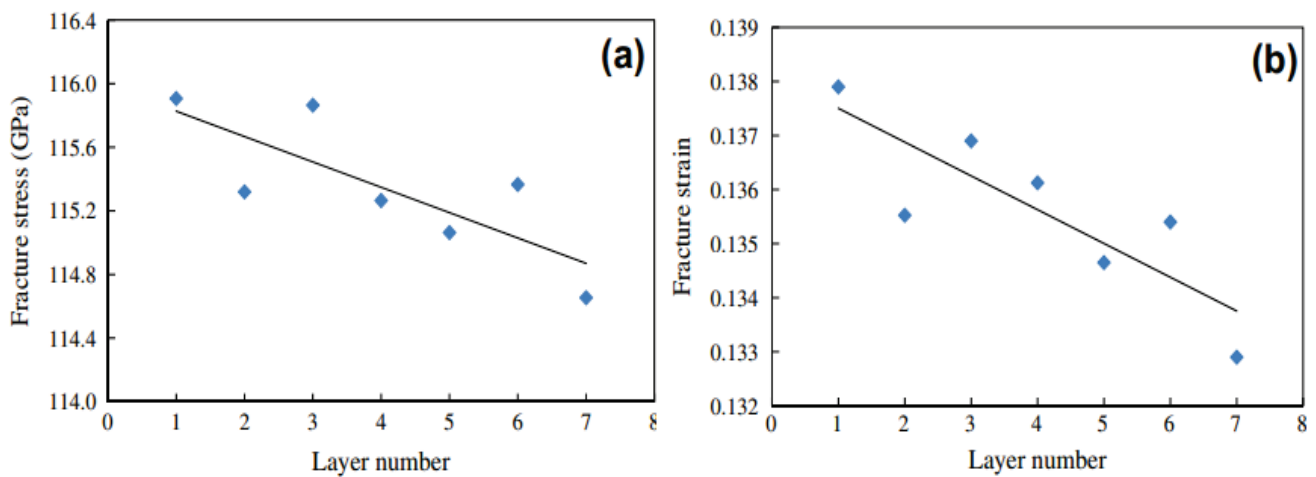 (a)
Fracture stress (GPa)
116.4
116.0
115.6
115.2
114.8
114.4
114.0
0 1 2 3 4 5 6 7 8
Layer number
(b)
Fracture strain
0.139
0.138
0.137
0.136
0.135
0.134
0.133
0.132
0 1 2 3 4 5 6 7 8
Layer number